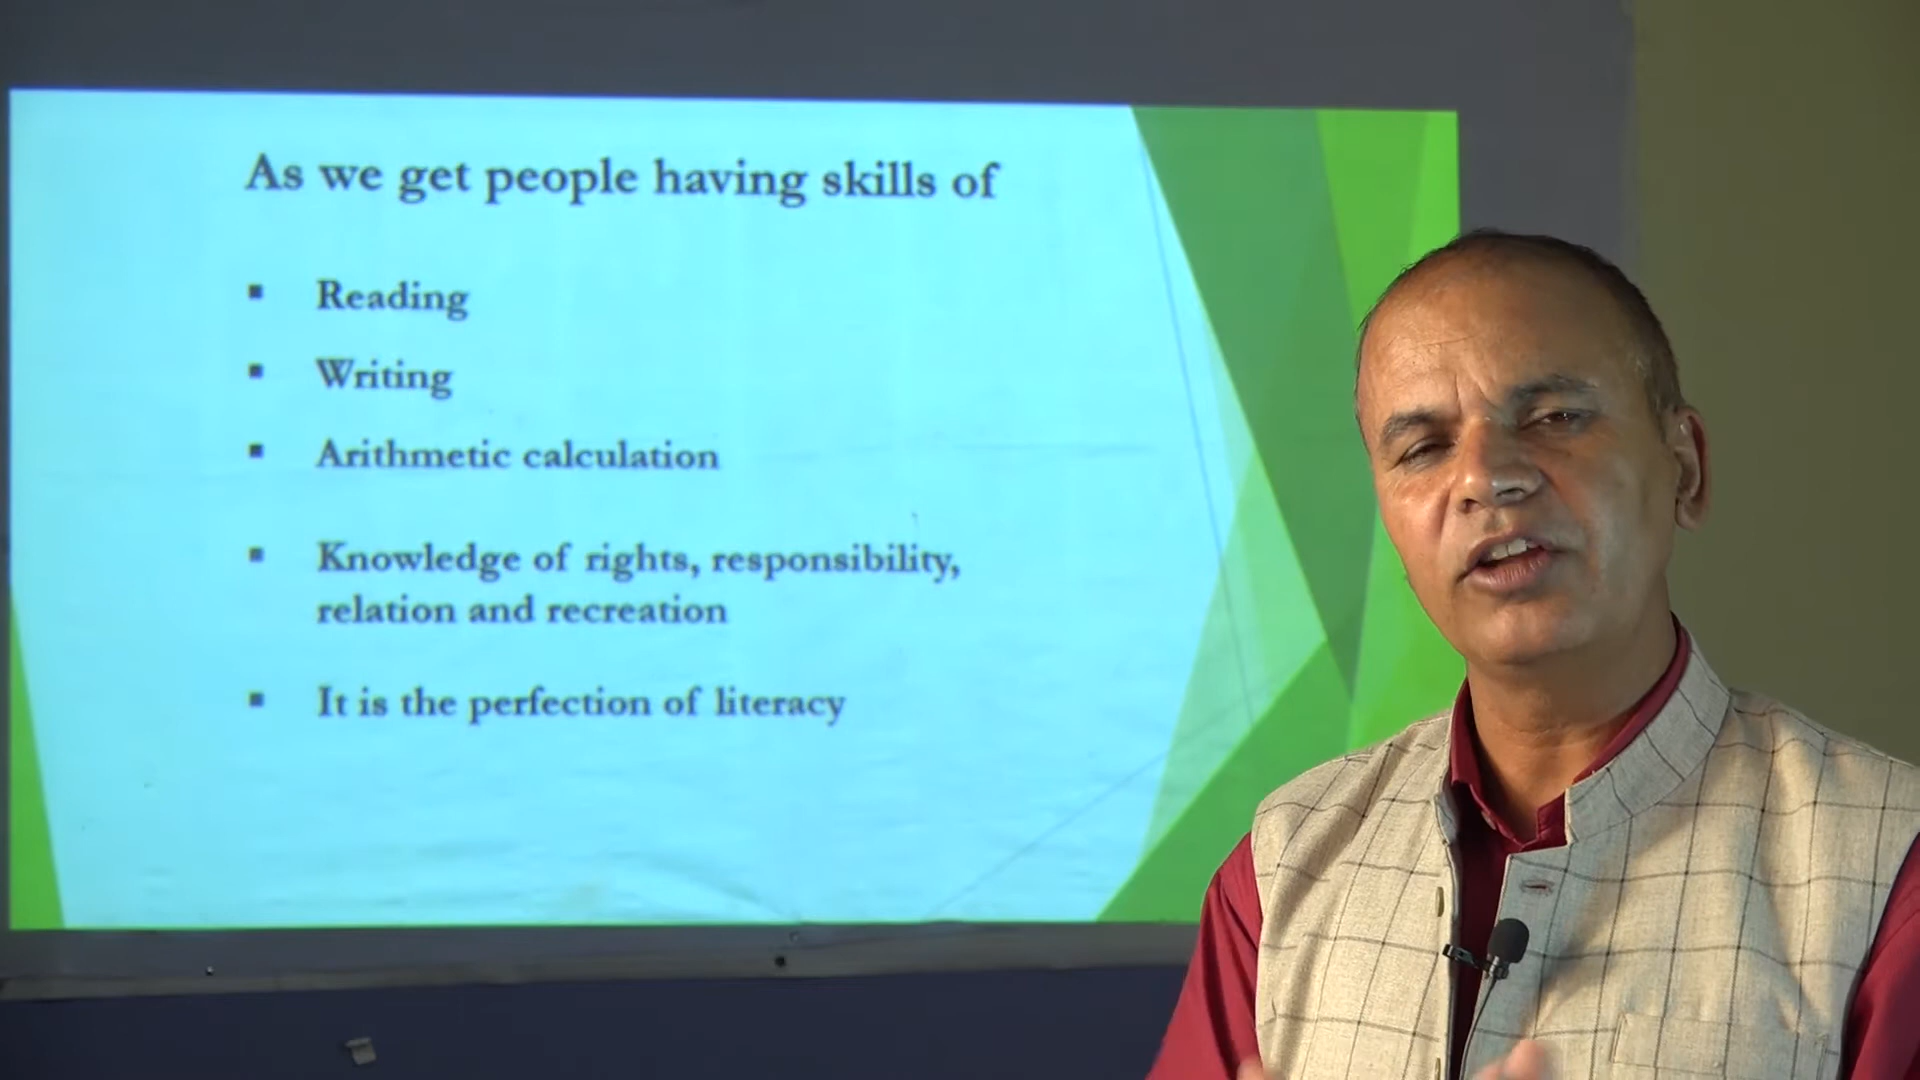 As we get people having skills of
▪ Reading
▪ Writing
▪ Arithmetic calculation
▪ Knowledge of rights, responsibility,
relation and recreation
▪ It is the perfection of literacy